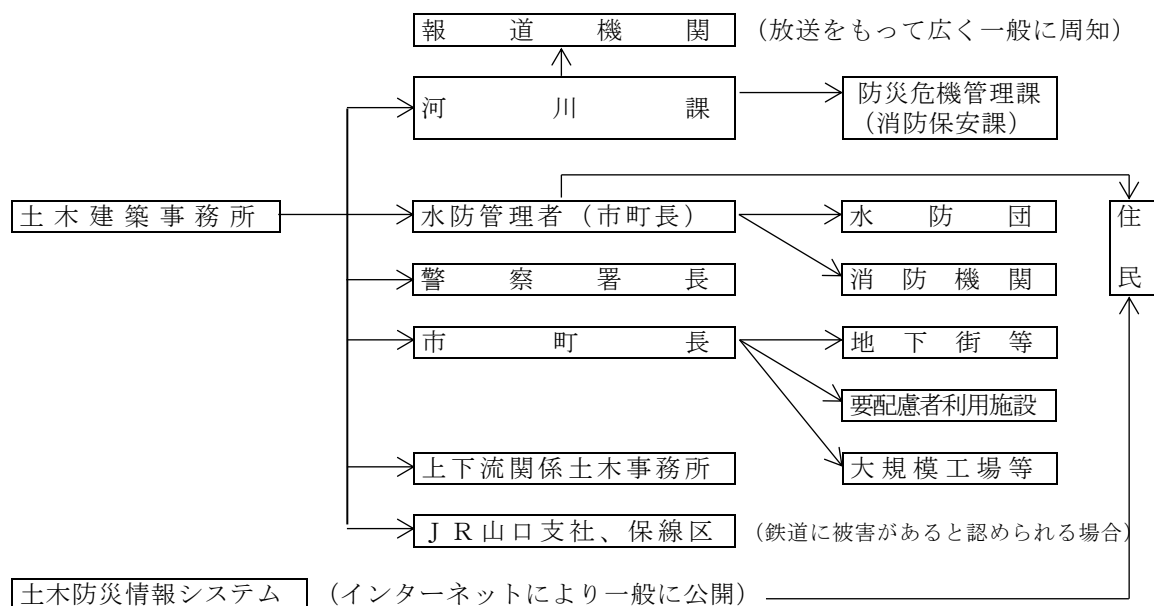 報道機関 (放送をもって広く一般に周知)
河川課 防災危機管理課
(消防保安課)
土木建築事務所 水防管理者(市町長) 水防団 住民
警察署長 消防機関
市町長 地下街等
要配慮者利用施設
上下流関係土木事務所 大規模工場等
JR山口支社、保線区 (鉄道に被害があると認められる場合)
土木防災情報システム (インターネットにより一般に公開)